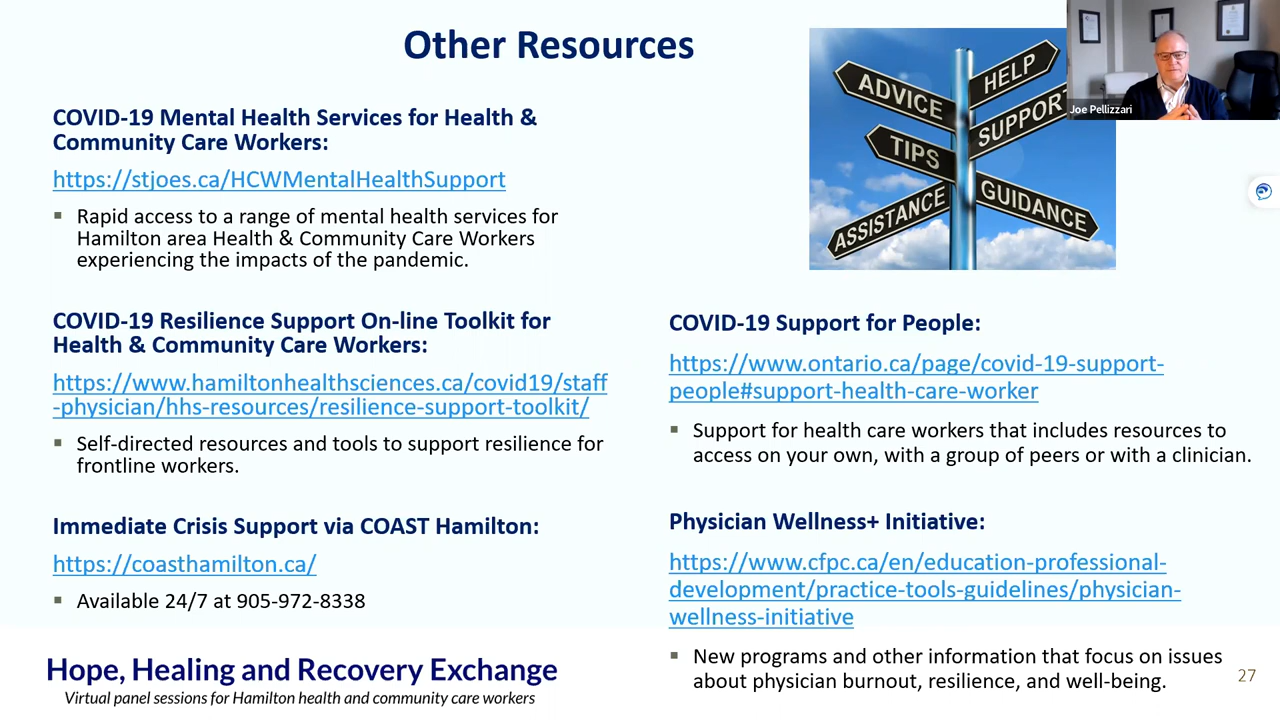 Other Resources
COVID-19 Mental Health Services for Health &
Community Care Workers:
https://stjoes.ca/HCWMentalHealthSupport
▪ Rapid access to a range of mental health services for
Hamilton area Health & Community Care Workers
experiencing the impacts of the pandemic.
COVID-19 Resilience Support On-line Toolkit for
Health & Community Care Workers:
https://www.hamiltonhealthsciences.ca/covid19/staff
-physician/hhs-resources/resilience-support-toolkit/
▪ Self-directed resources and tools to support resilience for
frontline workers.
Immediate Crisis Support via COAST Hamilton:
https://coasthamilton.ca/
▪ Available 24/7 at 905-972-8338
ADVICE
HELP
SUPPORT
TIPS
GUIDANCE
ASSISTANCE
Joe Pellizzari
COVID-19 Support for People:
https://www.ontario.ca/page/covid-19-support-
people#support-health-care-worker
▪ Support for health care workers that includes resources to
access on your own, with a group of peers or with a clinician.
Physician Wellness+ Initiative:
https://www.cfpc.ca/en/education-professional-
development/practice-tools-guidelines/physician-
wellness-initiative
▪ New programs and other information that focus on issues
about physician burnout, resilience, and well-being.
Hope, Healing and Recovery Exchange
Virtual panel sessions for Hamilton health and community care workers
27